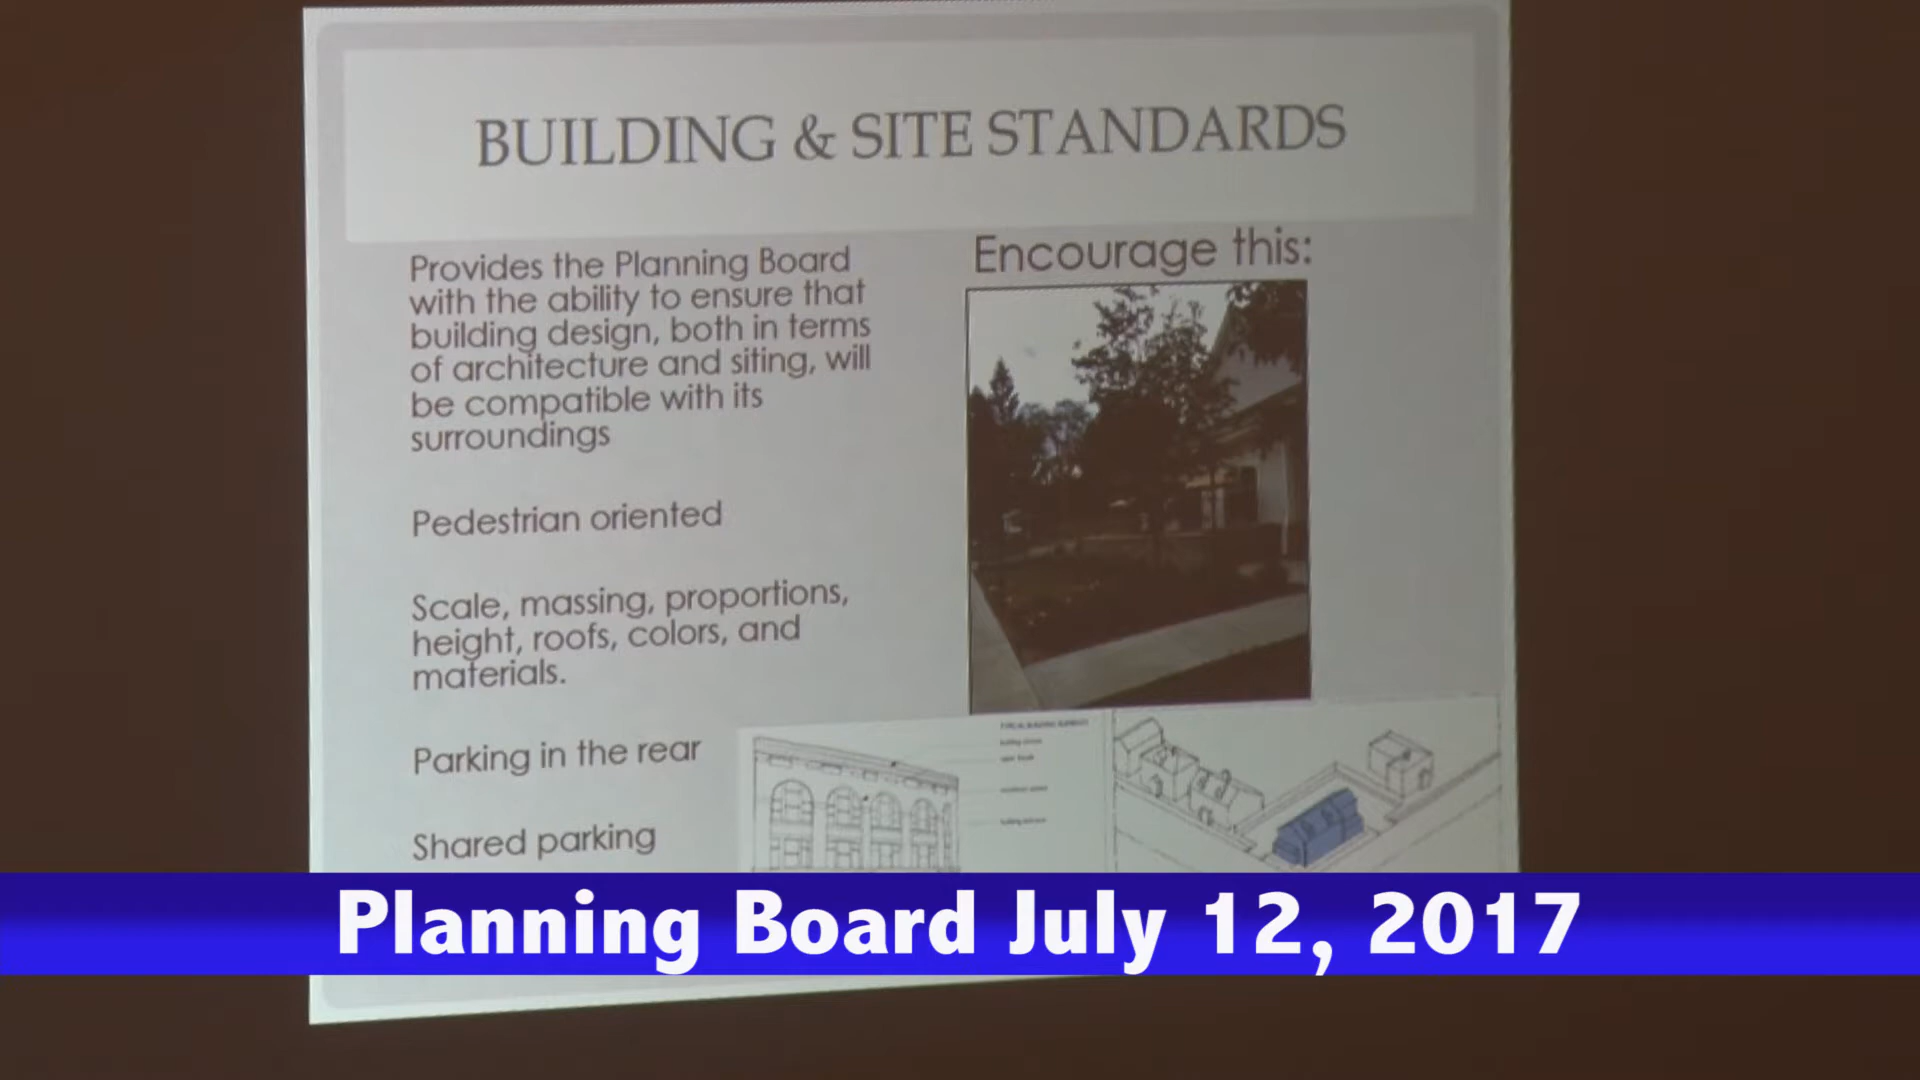 BUILDING & SITE STANDARDS
Provides the Planning Board
with the ability to ensure that
building design, both in terms
of architecture and siting, will
be compatible with its
surroundings
Pedestrian oriented
Scale, massing, proportions,
height, roofs, colors, and
materials.
Parking in the rear
Shared parking
Encourage this:
Planning Board July 12, 2017